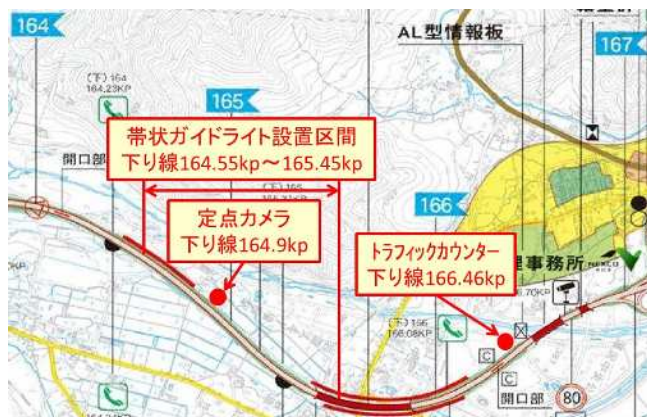 164
AL型情報板
167
(下)164
164.23KP
165
帯状ガイドライト設置区間
下り線164.55kp～165.45kp
開口部
166
定点カメラ
下り線164.9kp
トラフィックカウンター
下り線166.46kp
理事務所
NEXCO
(下)166
166.08KP
C
C
開口部
80